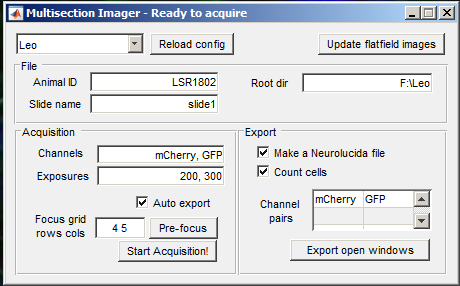 Multisection Imager - Ready to acquire
Leo
Reload config
Update flatfield images
File
Animal ID
LSR1802
Root dir
F:\Leo
Slide name
slide1
Acquisition
Channels
mCherry, GFP
Exposures
200, 300
Auto export
Focus grid
rows cols
4 5
Pre-focus
Start Acquisition!
Export
Make a Neurolucida file
Count cells
Channel
pairs
mCherry GFP
Export open windows